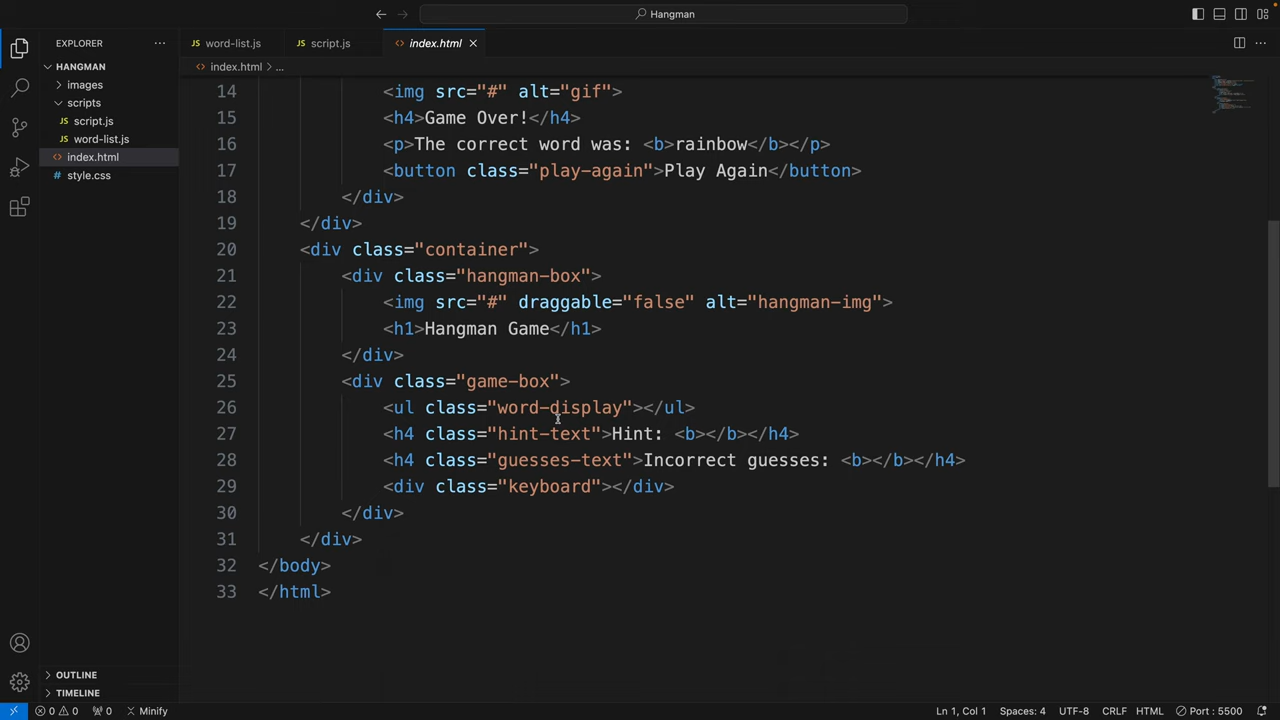 Hangman
EXPLORER
word-list.js
script.js
index.html
HANGMAN
index.html > ...
images
scripts
script.js
word-list.js
index.html
style.css
14 <img src="#" alt="gif">
15 <h4>Game Over!</h4>
16 <p>The correct word was: <b>rainbow</b></p>
17 <button class="play-again">Play Again</button>
18 </div>
19 </div>
20 <div class="container">
21 <div class="hangman-box">
22 <img src="#" draggable="false" alt="hangman-img">
23 <h1>Hangman Game</h1>
24 </div>
25 <div class="game-box">
26 <ul class="word-display"></ul>
27 <h4 class="hint-text">Hint: <b></b></h4>
28 <h4 class="guesses-text">Incorrect guesses: <b></b></h4>
29 <div class="keyboard"></div>
30 </div>
31 </div>
32 </body>
33 </html>
OUTLINE
TIMELINE
0 0 0 Minify Ln 1, Col 1 Spaces: 4 UTF-8 CRLF HTML Port : 5500